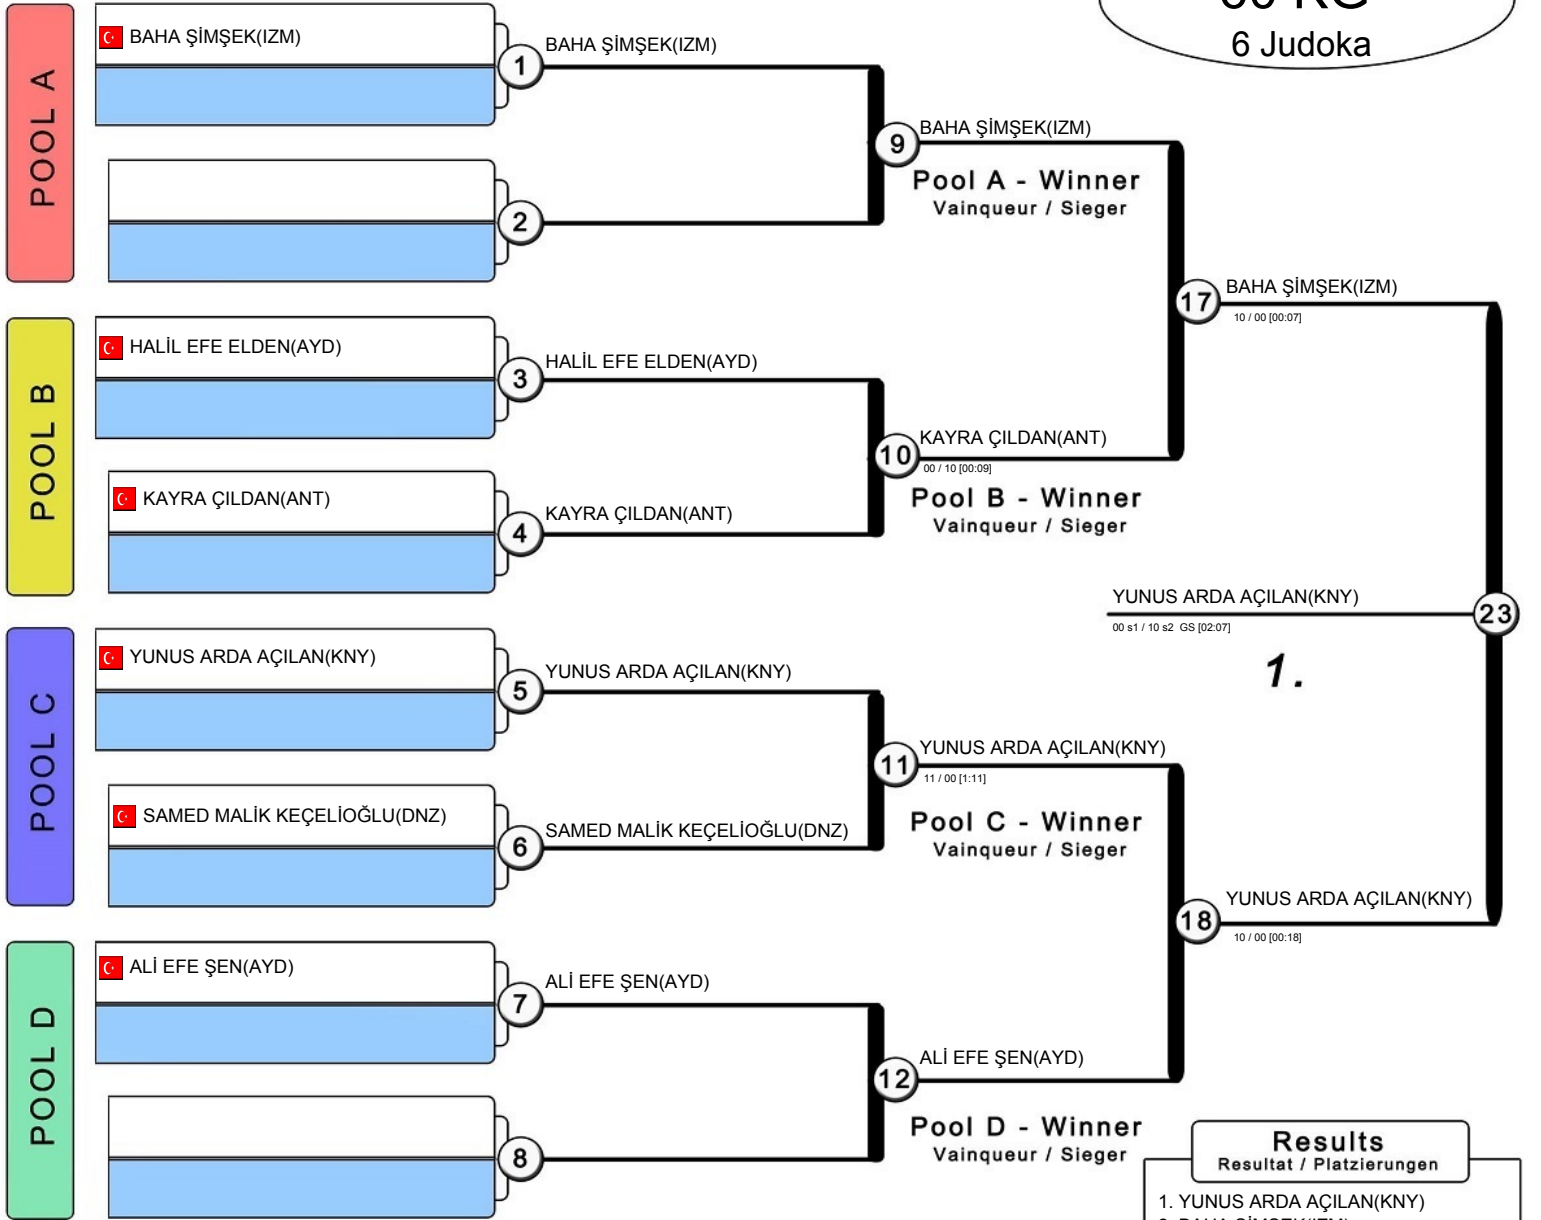 60 KG
6 Judoka
POOL A
BAHA ŞİMŞEK(IZM)
1
BAHA ŞİMŞEK(IZM)
2
9
BAHA ŞİMŞEK(IZM)
Pool A - Winner
Vainqueur / Sieger
17
BAHA ŞİMŞEK(IZM)
10 / 00 [00:07]
POOL B
HALİL EFE ELDEN(AYD)
3
HALİL EFE ELDEN(AYD)
KAYRA ÇILDAN(ANT)
4
KAYRA ÇILDAN(ANT)
10
KAYRA ÇILDAN(ANT)
00 / 10 [00:09]
Pool B - Winner
Vainqueur / Sieger
YUNUS ARDA AÇILAN(KNY)
23
00 s1 / 10 s2 GS [02:07]
1.
POOL C
YUNUS ARDA AÇILAN(KNY)
5
YUNUS ARDA AÇILAN(KNY)
SAMED MALİK KEÇELİOĞLU(DNZ)
6
SAMED MALİK KEÇELİOĞLU(DNZ)
11
YUNUS ARDA AÇILAN(KNY)
11 / 00 [1:11]
Pool C - Winner
Vainqueur / Sieger
18
YUNUS ARDA AÇILAN(KNY)
10 / 00 [00:18]
POOL D
ALİ EFE ŞEN(AYD)
7
ALİ EFE ŞEN(AYD)
8
12
ALİ EFE ŞEN(AYD)
Pool D - Winner
Vainqueur / Sieger
Results
Resultat / Platzierungen
1. YUNUS ARDA AÇILAN(KNY)
2. BAHA ŞİMŞEK(IZM)